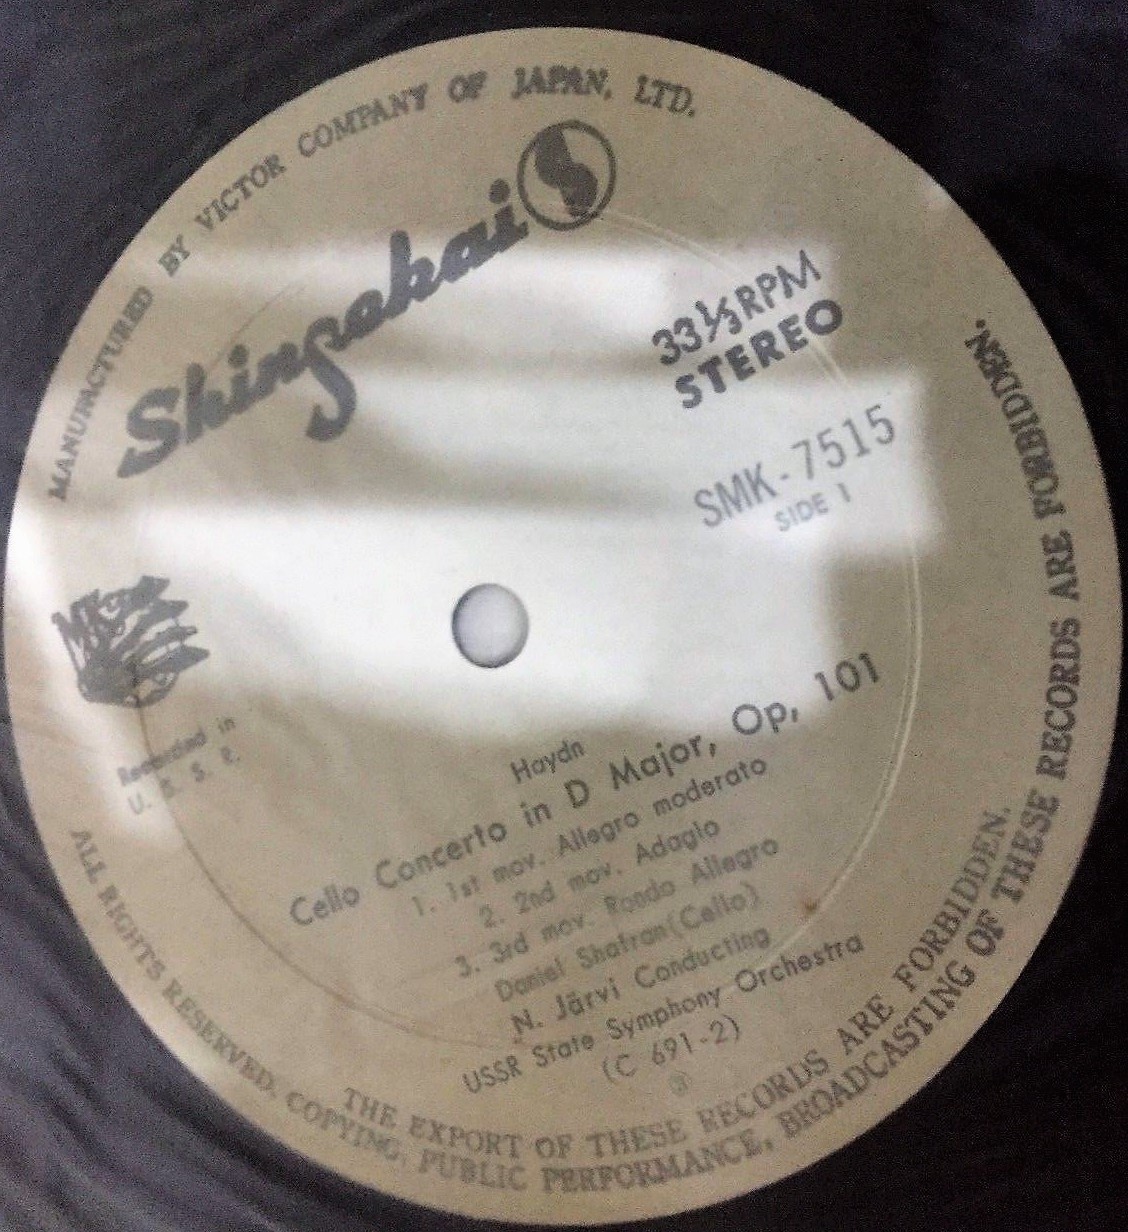 MANUFACTURED BY VICTOR COMPANY OF JAPAN, LTD.
Shinsekai
33⅓RPM
STEREO
SMK-7515
SIDE 1
MK
Recorded in
U. S. S. R.
Haydn
Cello Concerto in D Major, Op, 101
1. 1st mov. Allegro moderato
2. 2nd mov. Adagio
3. 3rd mov. Rondo Allegro
Daniel Shafran(Cello)
N. Järvi Conducting
USSR State Symphony Orchestra
(C 691-2)
THE EXPORT OF THESE RECORDS ARE FORBIDDEN.
ALL RIGHTS RESERVED, COPYING, PUBLIC PERFORMANCE, BROADCASTING OF THESE RECORDS ARE FORBIDDEN.